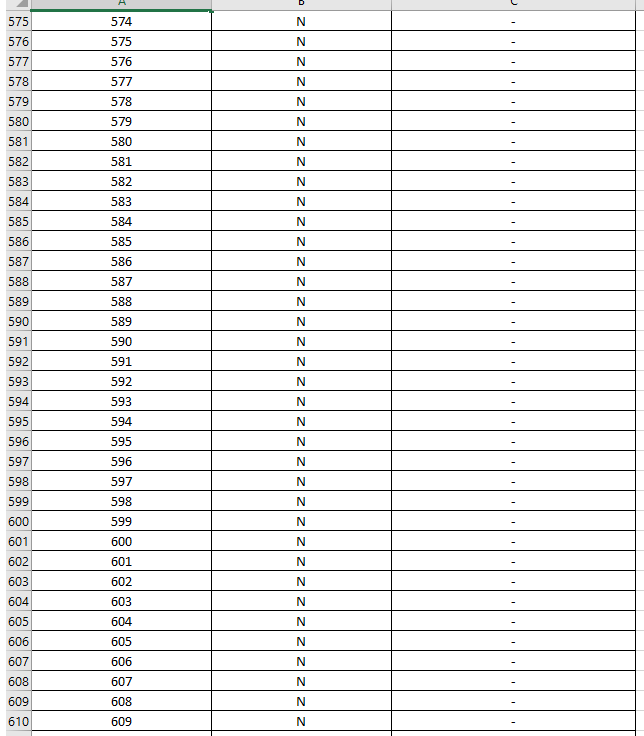 A B C
575 574 N -
576 575 N -
577 576 N -
578 577 N -
579 578 N -
580 579 N -
581 580 N -
582 581 N -
583 582 N -
584 583 N -
585 584 N -
586 585 N -
587 586 N -
588 587 N -
589 588 N -
590 589 N -
591 590 N -
592 591 N -
593 592 N -
594 593 N -
595 594 N -
596 595 N -
597 596 N -
598 597 N -
599 598 N -
600 599 N -
601 600 N -
602 601 N -
603 602 N -
604 603 N -
605 604 N -
606 605 N -
607 606 N -
608 607 N -
609 608 N -
610 609 N -